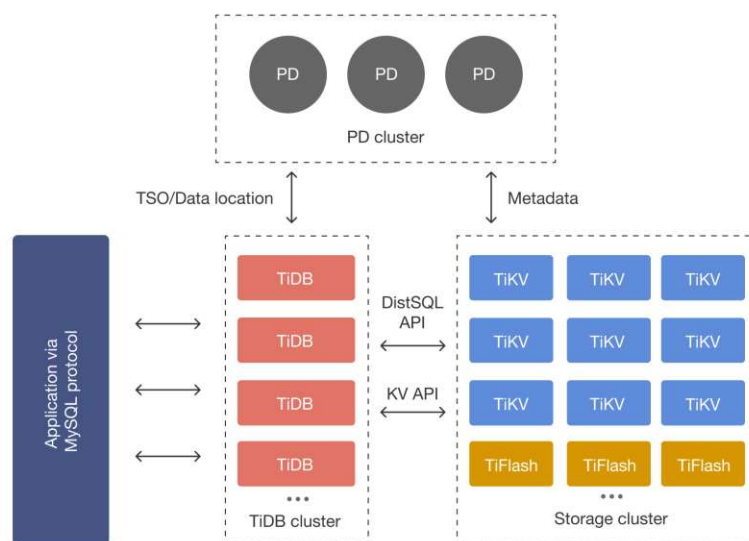 PD PD PD
PD cluster
TSO/Data location
Metadata
Application via
MySQL protocol
TiDB
TiDB
TiDB
TiDB
•••
TiDB cluster
DistSQL
API
KV API
TiKV TiKV TiKV
TiKV TiKV TiKV
TiKV TiKV TiKV
TiFlash TiFlash TiFlash
•••
Storage cluster